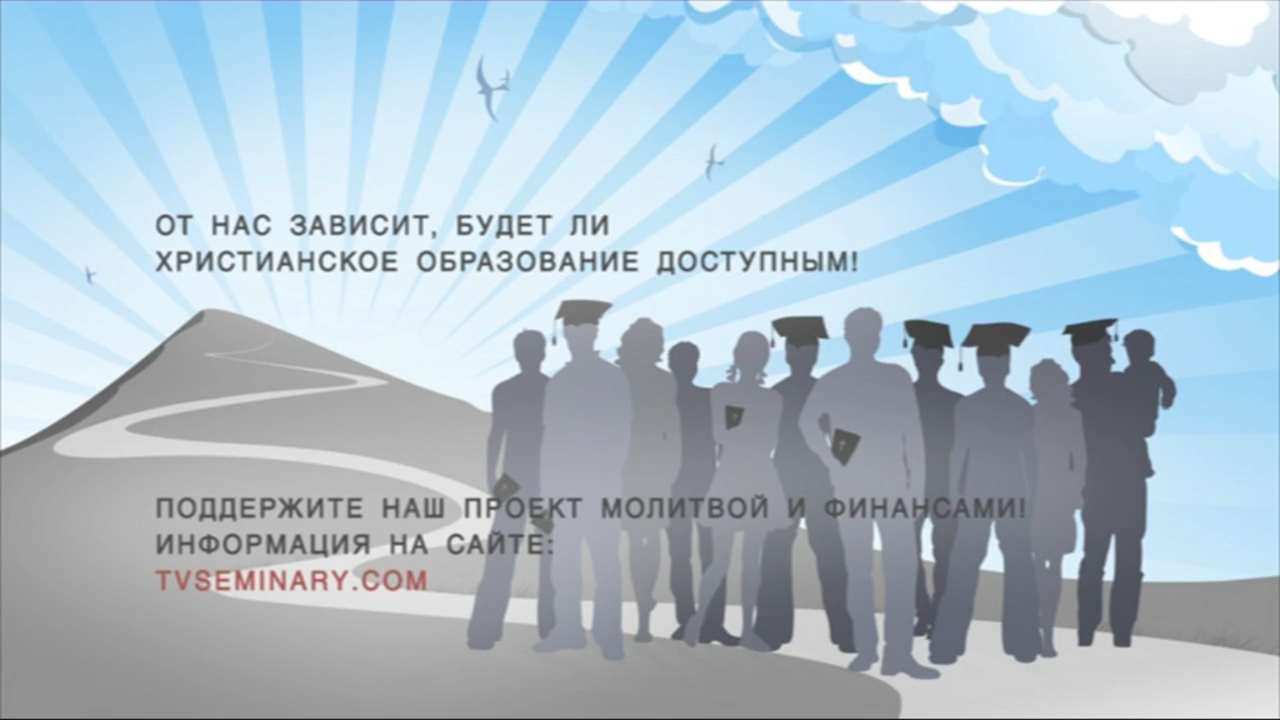 ОТ НАС ЗАВИСИТ, БУДЕТ ЛИ
ХРИСТИАНСКОЕ ОБРАЗОВАНИЕ ДОСТУПНЫМ!
ПОДДЕРЖИТЕ НАШ ПРОЕКТ МОЛИТВОЙ И ФИНАНСАМИ!
ИНФОРМАЦИЯ НА САЙТЕ:
TVSEMINARY.COM